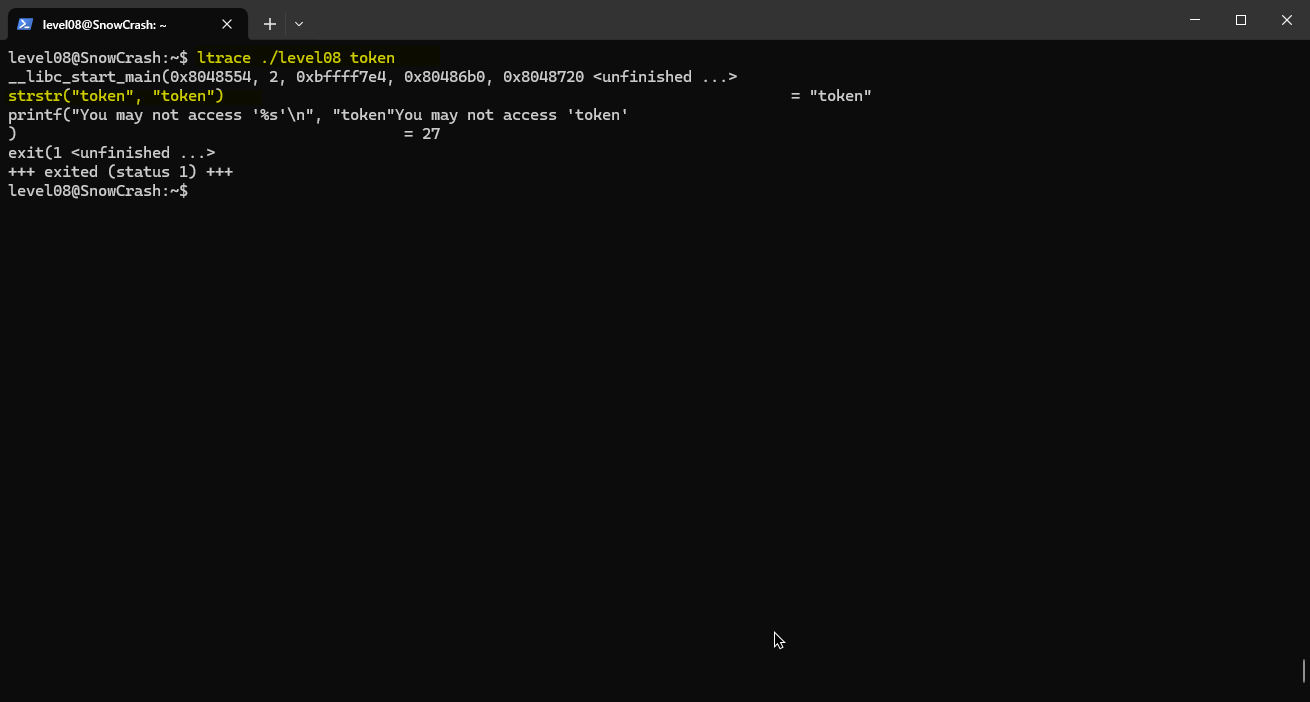 level08@SnowCrash: ~
level08@SnowCrash:~$ ltrace ./level08 token
__libc_start_main(0x8048554, 2, 0xbffff7e4, 0x80486b0, 0x8048720 <unfinished ...>
strstr("token", "token") = "token"
printf("You may not access '%s'\n", "token"You may not access 'token'
) = 27
exit(1 <unfinished ...>
+++ exited (status 1) +++
level08@SnowCrash:~$